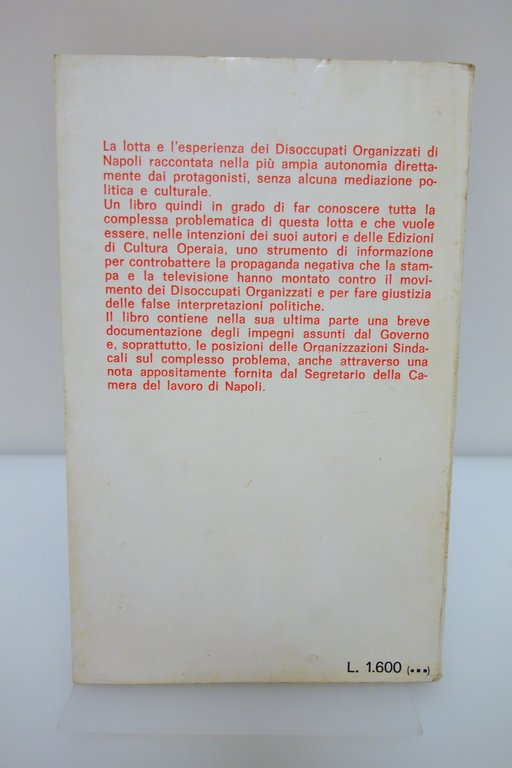 La lotta e l'esperienza dei Disoccupati Organizzati di
Napoli raccontata nella più ampia autonomia diretta-
mente dai protagonisti, senza alcuna mediazione po-
litica e culturale.
Un libro quindi in grado di far conoscere tutta la
complessa problematica di questa lotta e che vuole
essere, nelle intenzioni dei suoi autori e delle Edizioni
di Cultura Operaia, uno strumento di informazione
per controbattere la propaganda negativa che la stam-
pa e la televisione hanno montato contro il movi-
mento dei Disoccupati Organizzati e per fare giustizia
delle false interpretazioni politiche.
Il libro contiene nella sua ultima parte una breve
documentazione degli impegni assunti dal Governo
e, soprattutto, le posizioni delle Organizzazioni Sinda-
cali sul complesso problema, anche attraverso una
nota appositamente fornita dal Segretario della Ca-
mera del lavoro di Napoli.
L. 1.600 (▪▪▪)